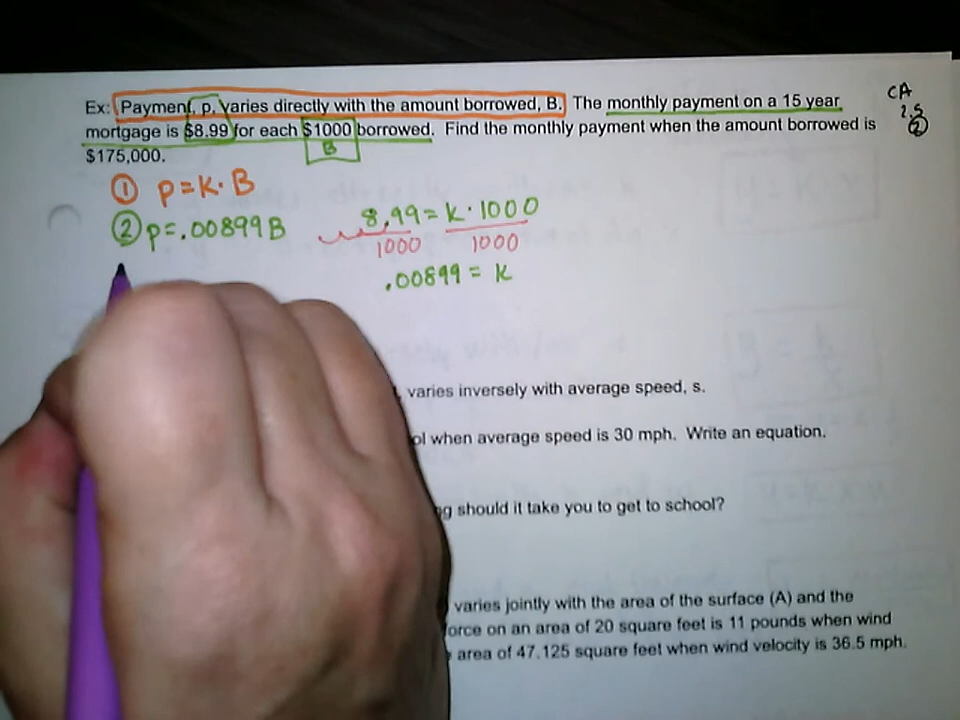 Ex: Payment, p, varies directly with the amount borrowed, B. The monthly payment on a 15 year
mortgage is $8.99 for each $1000 borrowed. Find the monthly payment when the amount borrowed is
$175,000.
B
CA
2.5
②
① p=K·B
② p=.00899B
8.99=k·1000
1000 1000
.00899=k
varies inversely with average speed, s.
ol when average speed is 30 mph. Write an equation.
g should it take you to get to school?
varies jointly with the area of the surface (A) and the
orce on an area of 20 square feet is 11 pounds when wind
area of 47.125 square feet when wind velocity is 36.5 mph.